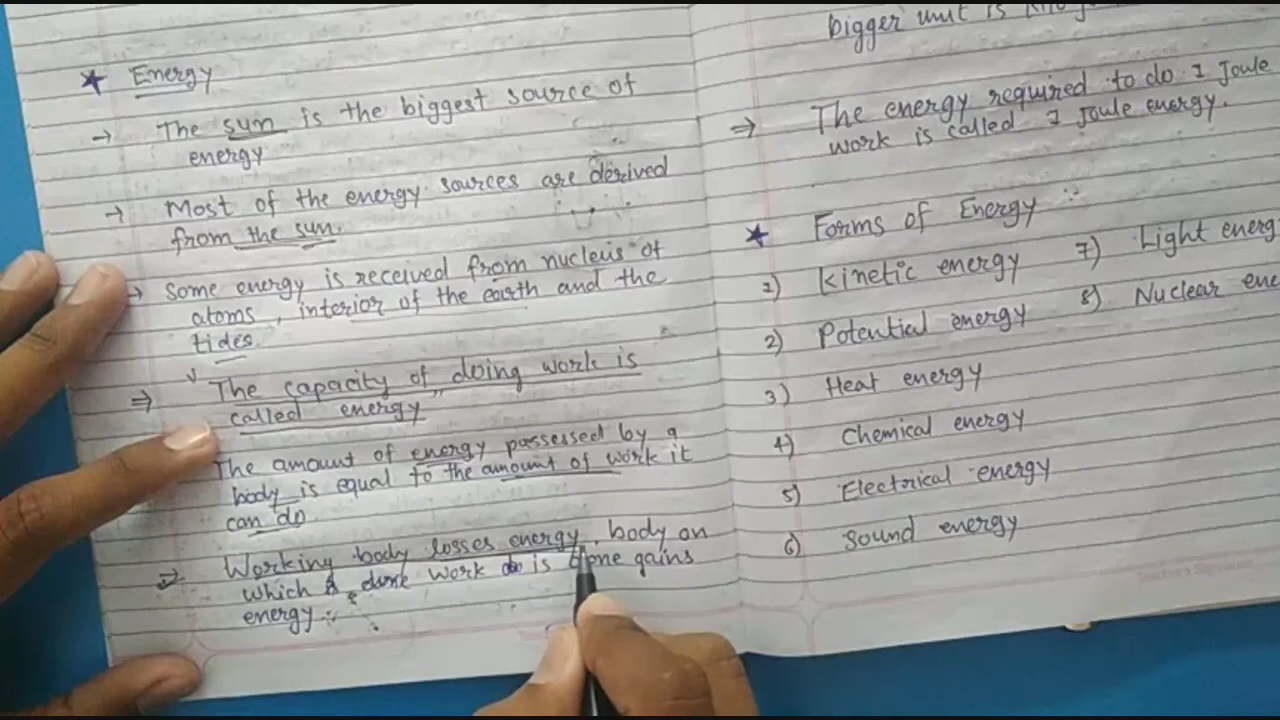 ★ Energy
→ The sun is the biggest source of
energy
→ Most of the energy sources are derived
from the sun.
→ Some energy is received from nucleus of
atoms, interior of the earth and the
tides.
⇒ The capacity of doing work is
called energy
The amount of energy possessed by a
body is equal to the amount of work it
can do
⇒ Working body losses energy, body on
which work is done gains
energy
bigger unit is
⇒ The energy required to do 1 Joule
work is called 1 Joule energy.
★ Forms of Energy :
1) Kinetic energy 7) Light energ
2) Potential energy 8) Nuclear ene
3) Heat energy
4) Chemical energy
5) Electrical energy
6) Sound energy
Teacher's Signature